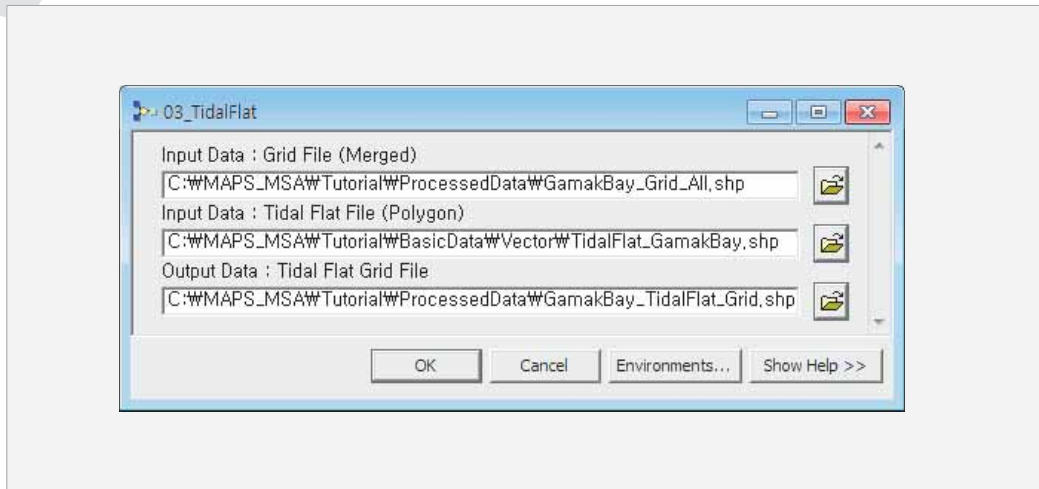 03_TidalFlat
Input Data : Grid File (Merged)
C:₩MAPS_MSA₩Tutorial₩ProcessedData₩GamakBay_Grid_All.shp
Input Data : Tidal Flat File (Polygon)
C:₩MAPS_MSA₩Tutorial₩BasicData₩Vector₩TidalFlat_GamakBay.shp
Output Data : Tidal Flat Grid File
C:₩MAPS_MSA₩Tutorial₩ProcessedData₩GamakBay_TidalFlat_Grid.shp
OK Cancel Environments... Show Help >>